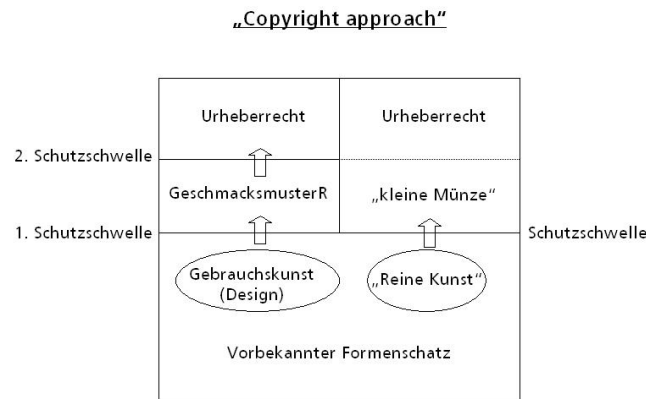 „Copyright approach“
Urheberrecht
Urheberrecht
2. Schutzschwelle
GeschmacksmusterR
„kleine Münze“
1. Schutzschwelle
Schutzschwelle
Gebrauchskunst
(Design)
„Reine Kunst“
Vorbekannter Formenschatz